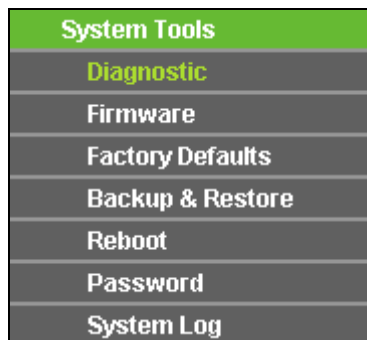 System Tools
Diagnostic
Firmware
Factory Defaults
Backup & Restore
Reboot
Password
System Log